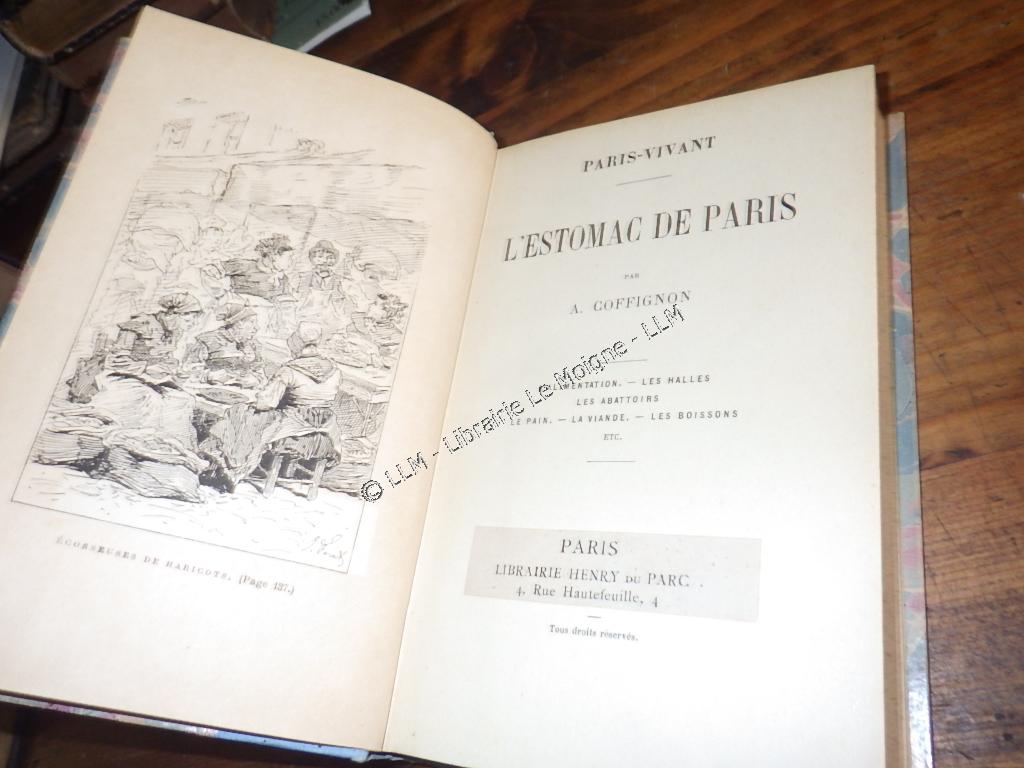 ÉCOSSEUSES DE HARICOTS. (Page 137.)
PARIS-VIVANT
L'ESTOMAC DE PARIS
PAR
A. COFFIGNON
L'ALIMENTATION. — LES HALLES
LES ABATTOIRS
LE PAIN. — LA VIANDE. — LES BOISSONS
ETC.
PARIS
LIBRAIRIE HENRY DU PARC
4, Rue Hautefeuille, 4
Tous droits réservés.
© LLM - Librairie Le Moigne - LLM